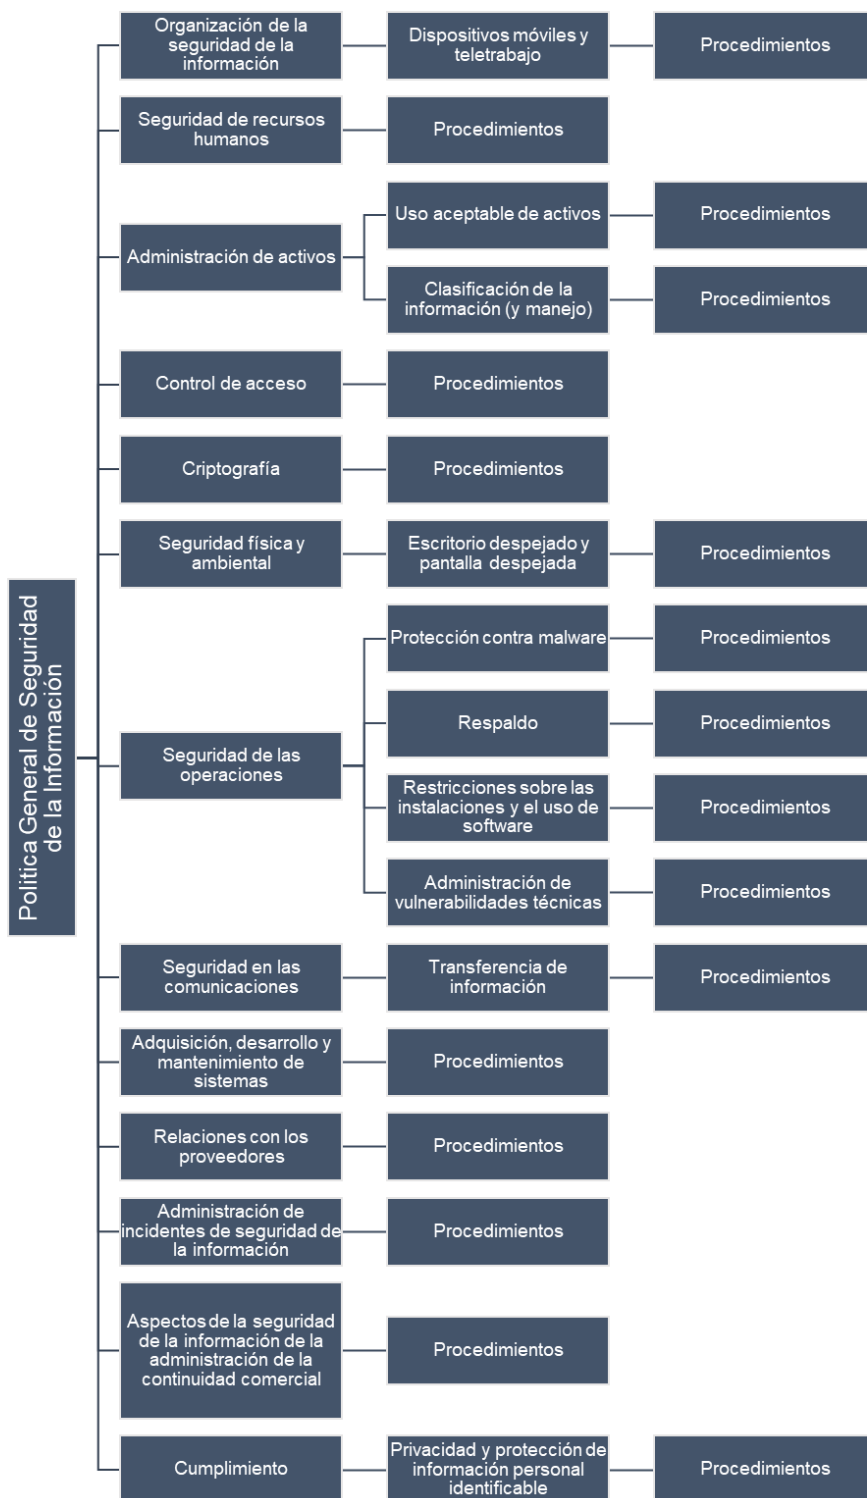 Organización de la
seguridad de la
información
Dispositivos móviles y
teletrabajo
Procedimientos
Seguridad de recursos
humanos
Procedimientos
Administración de activos
Uso aceptable de activos
Procedimientos
Clasificación de la
información (y manejo)
Procedimientos
Control de acceso
Procedimientos
Criptografía
Procedimientos
Seguridad física y
ambiental
Escritorio despejado y
pantalla despejada
Procedimientos
Politica General de Seguridad
de la Información
Seguridad de las
operaciones
Protección contra malware
Procedimientos
Respaldo
Procedimientos
Restricciones sobre las
instalaciones y el uso de
software
Procedimientos
Administración de
vulnerabilidades técnicas
Procedimientos
Seguridad en las
comunicaciones
Transferencia de
información
Procedimientos
Adquisición, desarrollo y
mantenimiento de
sistemas
Procedimientos
Relaciones con los
proveedores
Procedimientos
Administración de
incidentes de seguridad de
la información
Procedimientos
Aspectos de la seguridad
de la información de la
administración de la
continuidad comercial
Procedimientos
Cumplimiento
Privacidad y protección de
información personal
identificable
Procedimientos